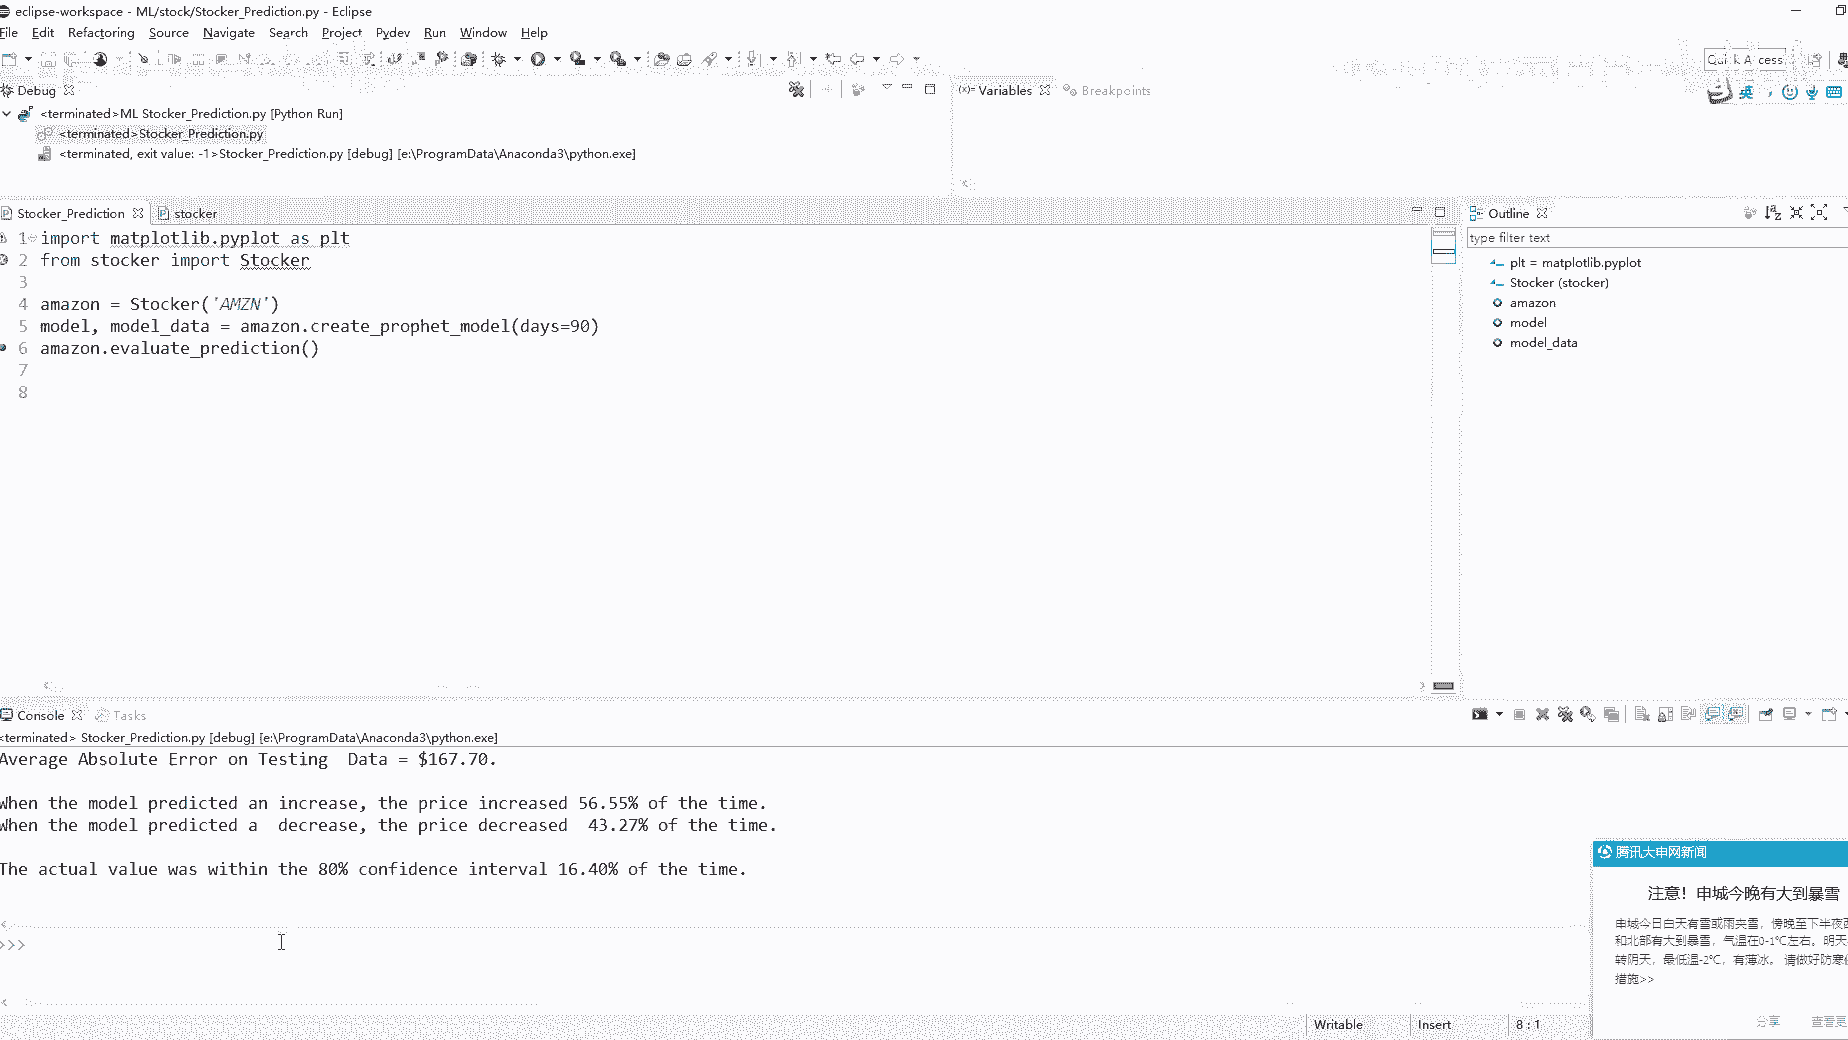 eclipse-workspace - ML/stock/Stocker_Prediction.py - Eclipse
File Edit Refactoring Source Navigate Search Project Pydev Run Window Help
Debug
(x)= Variables
Breakpoints
<terminated>ML Stocker_Prediction.py [Python Run]
<terminated>Stocker_Prediction.py
<terminated, exit value: -1>Stocker_Prediction.py [debug] [e:\ProgramData\Anaconda3\python.exe]
Stocker_Prediction
stocker
1 import matplotlib.pyplot as plt
2 from stocker import Stocker
3
4 amazon = Stocker('AMZN')
5 model, model_data = amazon.create_prophet_model(days=90)
6 amazon.evaluate_prediction()
7
8
Outline
type filter text
plt = matplotlib.pyplot
Stocker (stocker)
amazon
model
model_data
Console
Tasks
<terminated> Stocker_Prediction.py [debug] [e:\ProgramData\Anaconda3\python.exe]
Average Absolute Error on Testing  Data = $167.70.
When the model predicted an increase, the price increased 56.55% of the time.
When the model predicted a  decrease, the price decreased  43.27% of the time.
The actual value was within the 80% confidence interval 16.40% of the time.
>>>
Writable
Insert
8 : 1
腾讯大申网新闻
注意！申城今晚有大到暴雪
申城今日白天有雪或雨夹雪，傍晚至下半夜
和北部有大到暴雪，气温在0-1℃左右。明天
转阴天，最低温-2℃，有薄冰。请做好防寒
措施>>
分享
查看更